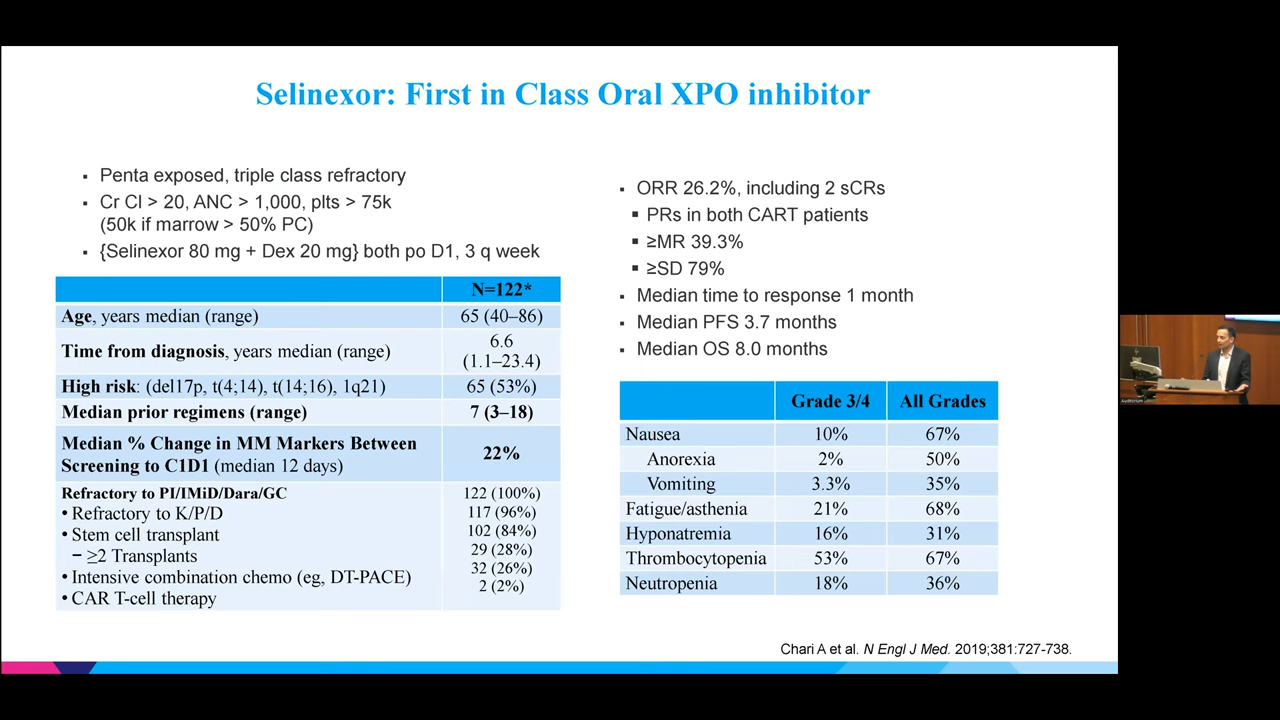 Selinexor: First in Class Oral XPO inhibitor
▪ Penta exposed, triple class refractory
▪ Cr Cl > 20, ANC > 1,000, plts > 75k
(50k if marrow > 50% PC)
▪ {Selinexor 80 mg + Dex 20 mg} both po D1, 3 q week
N=122*
Age, years median (range) 65 (40–86)
Time from diagnosis, years median (range) 6.6
(1.1–23.4)
High risk: (del17p, t(4;14), t(14;16), 1q21) 65 (53%)
Median prior regimens (range) 7 (3–18)
Median % Change in MM Markers Between
Screening to C1D1 (median 12 days) 22%
Refractory to PI/IMiD/Dara/GC 122 (100%)
• Refractory to K/P/D 117 (96%)
• Stem cell transplant 102 (84%)
− ≥2 Transplants 29 (28%)
• Intensive combination chemo (eg, DT-PACE) 32 (26%)
• CAR T-cell therapy 2 (2%)
▪ ORR 26.2%, including 2 sCRs
▪ PRs in both CART patients
▪ ≥MR 39.3%
▪ ≥SD 79%
▪ Median time to response 1 month
▪ Median PFS 3.7 months
▪ Median OS 8.0 months
Grade 3/4 All Grades
Nausea 10% 67%
Anorexia 2% 50%
Vomiting 3.3% 35%
Fatigue/asthenia 21% 68%
Hyponatremia 16% 31%
Thrombocytopenia 53% 67%
Neutropenia 18% 36%
Chari A et al. N Engl J Med. 2019;381:727-738.
Auditorium